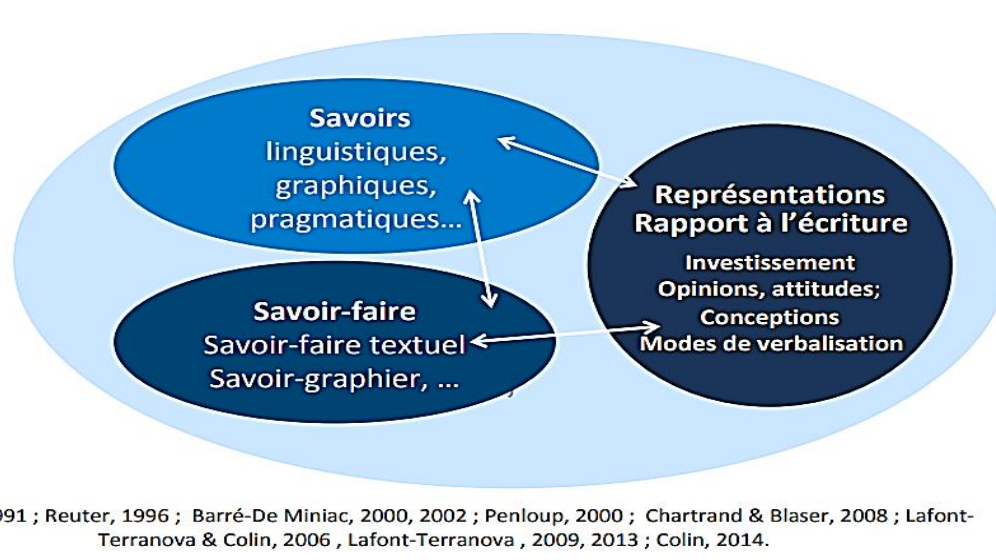 Savoirs
linguistiques,
graphiques,
pragmatiques...
Savoir-faire
Savoir-faire textuel
Savoir-graphier, ...
Représentations
Rapport à l'écriture
Investissement
Opinions, attitudes;
Conceptions
Modes de verbalisation
; Reuter, 1996 ; Barré-De Miniac, 2000, 2002 ; Penloup, 2000 ; Chartrand & Blaser, 2008 ; Lafont-
Terranova & Colin, 2006 , Lafont-Terranova , 2009, 2013 ; Colin, 2014.